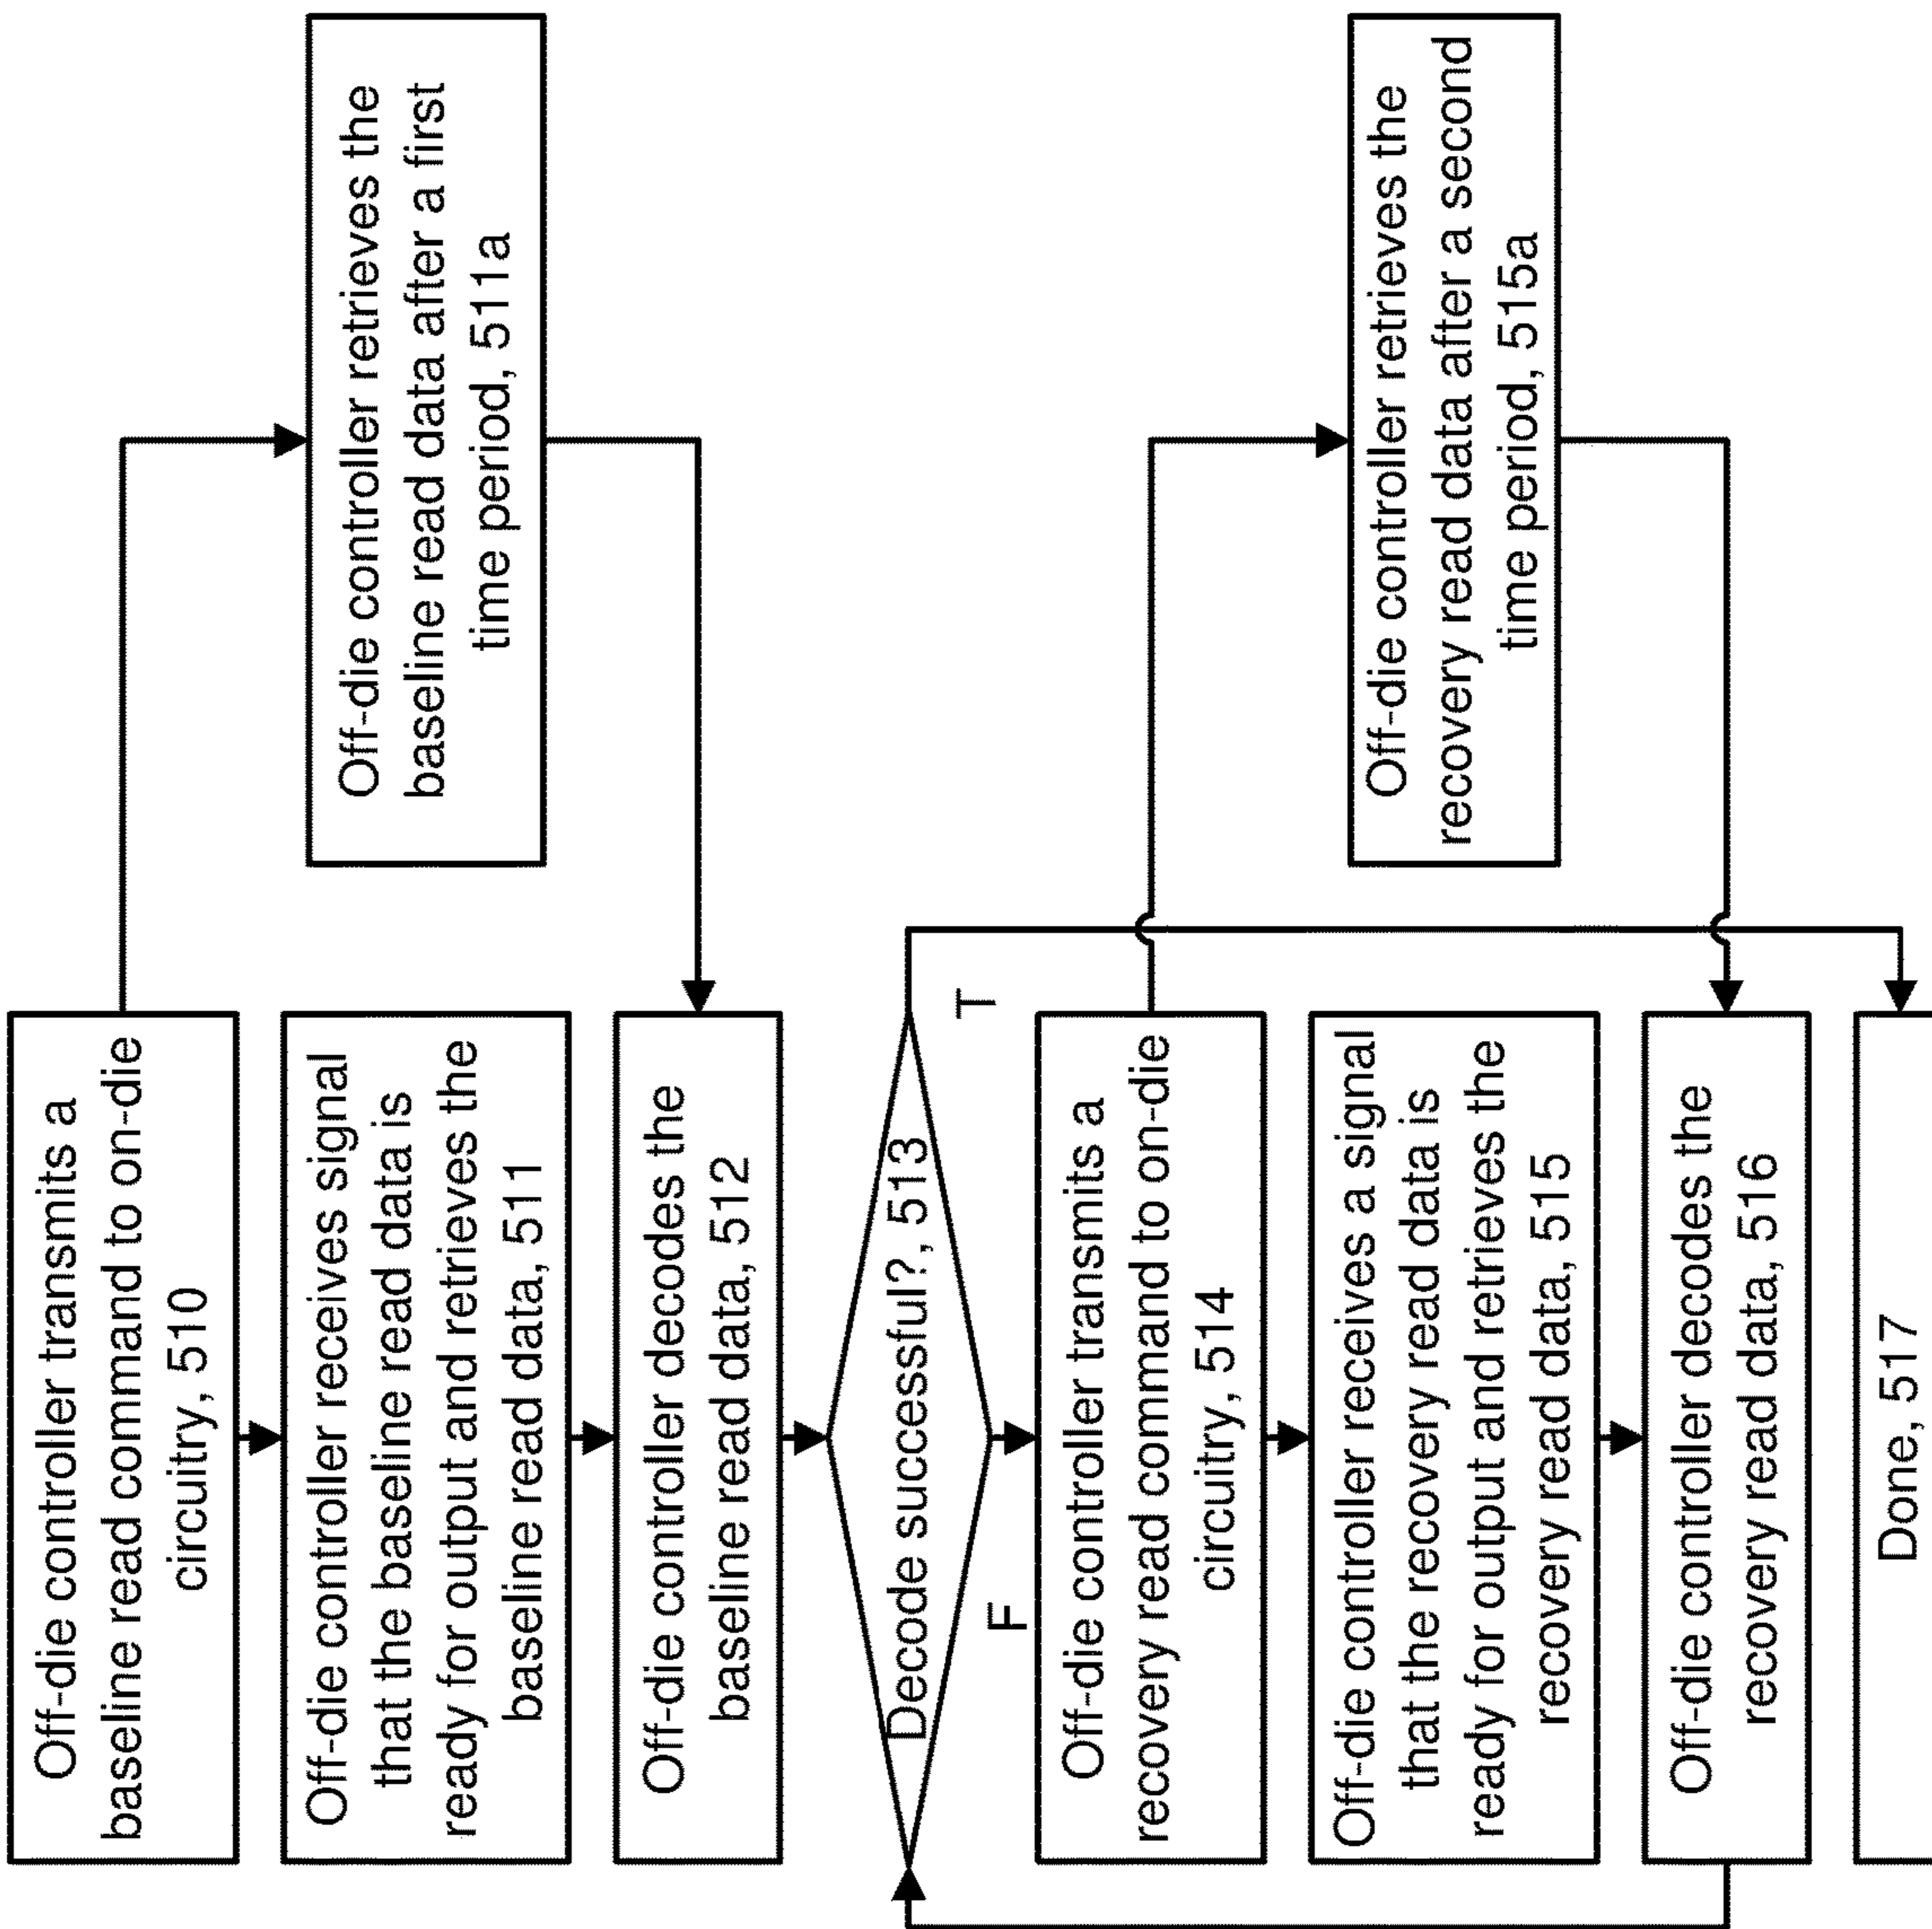 Off-die controller transmits a
baseline read command to on-die
circuitry, 510
Off-die controller retrieves the
baseline read data after a first
time period, 511a
Off-die controller receives signal
that the baseline read data is
ready for output and retrieves the
baseline read data, 511
Off-die controller decodes the
baseline read data, 512
Decode successful?, 513
F
T
Off-die controller transmits a
recovery read command to on-die
circuitry, 514
Off-die controller retrieves the
recovery read data after a second
time period, 515a
Off-die controller receives a signal
that the recovery read data is
ready for output and retrieves the
recovery read data, 515
Off-die controller decodes the
recovery read data, 516
Done, 517